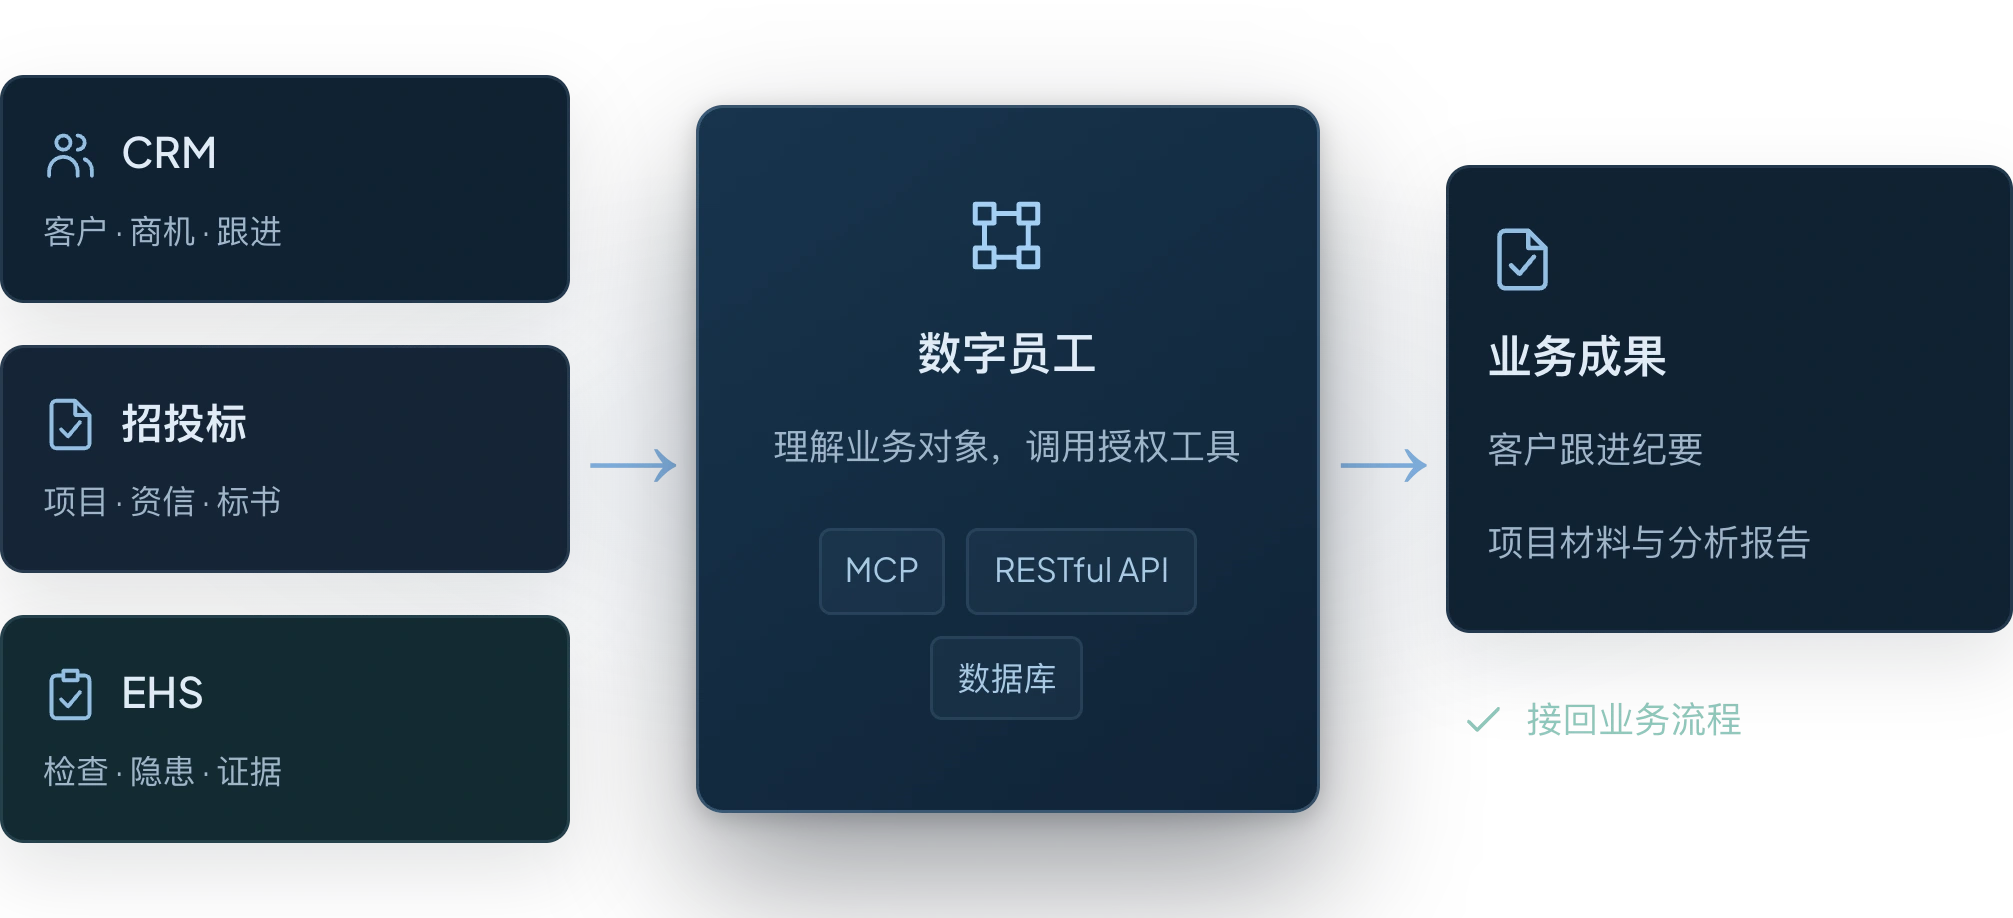 CRM
客户 · 商机 · 跟进
招投标
项目 · 资信 · 标书
EHS
检查 · 隐患 · 证据
数字员工
理解业务对象，调用授权工具
MCP
RESTful API
数据库
业务成果
客户跟进纪要
项目材料与分析报告
接回业务流程